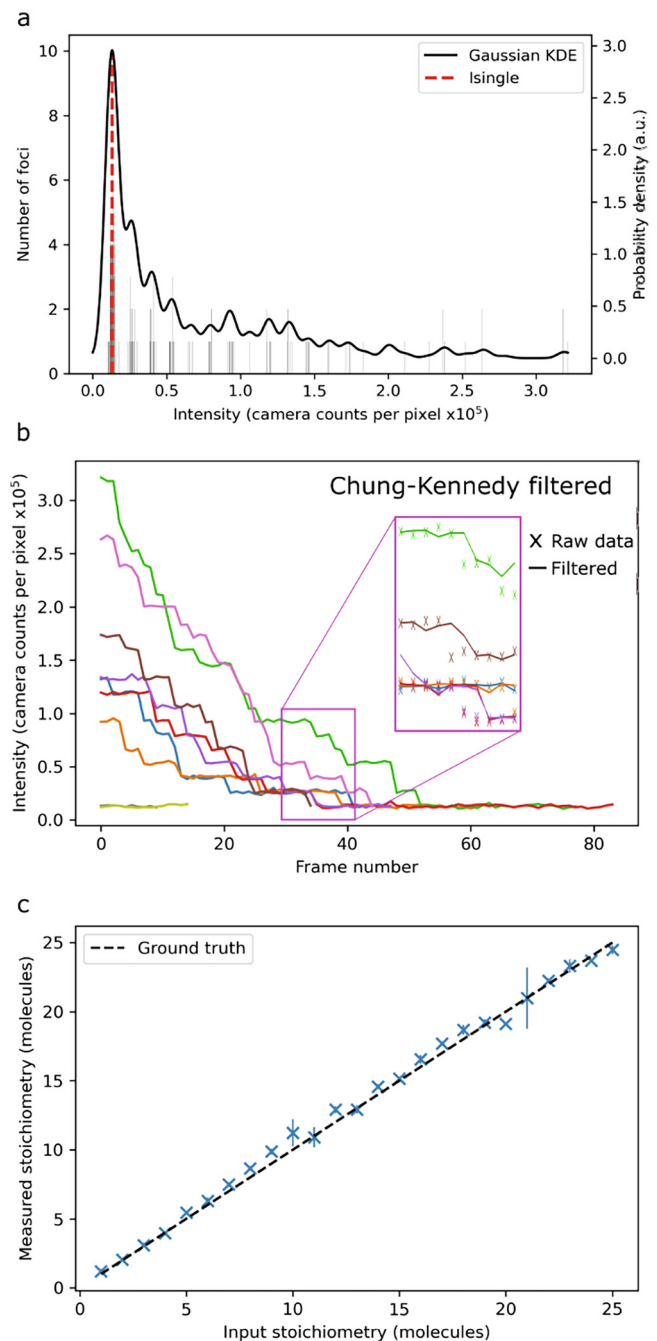 a
10
8
6
4
2
0
Number of foci
Gaussian KDE
Isingle
3.0
2.5
2.0
1.5
1.0
0.5
0.0
Probability density (a.u.)
0.0 0.5 1.0 1.5 2.0 2.5 3.0
Intensity (camera counts per pixel x10⁵)
b
Chung-Kennedy filtered
X Raw data
Filtered
3.0
2.5
2.0
1.5
1.0
0.5
0.0
Intensity (camera counts per pixel x10⁵)
0 20 40 60 80
Frame number
c
Ground truth
25
20
15
10
5
0
Measured stoichiometry (molecules)
0 5 10 15 20 25
Input stoichiometry (molecules)